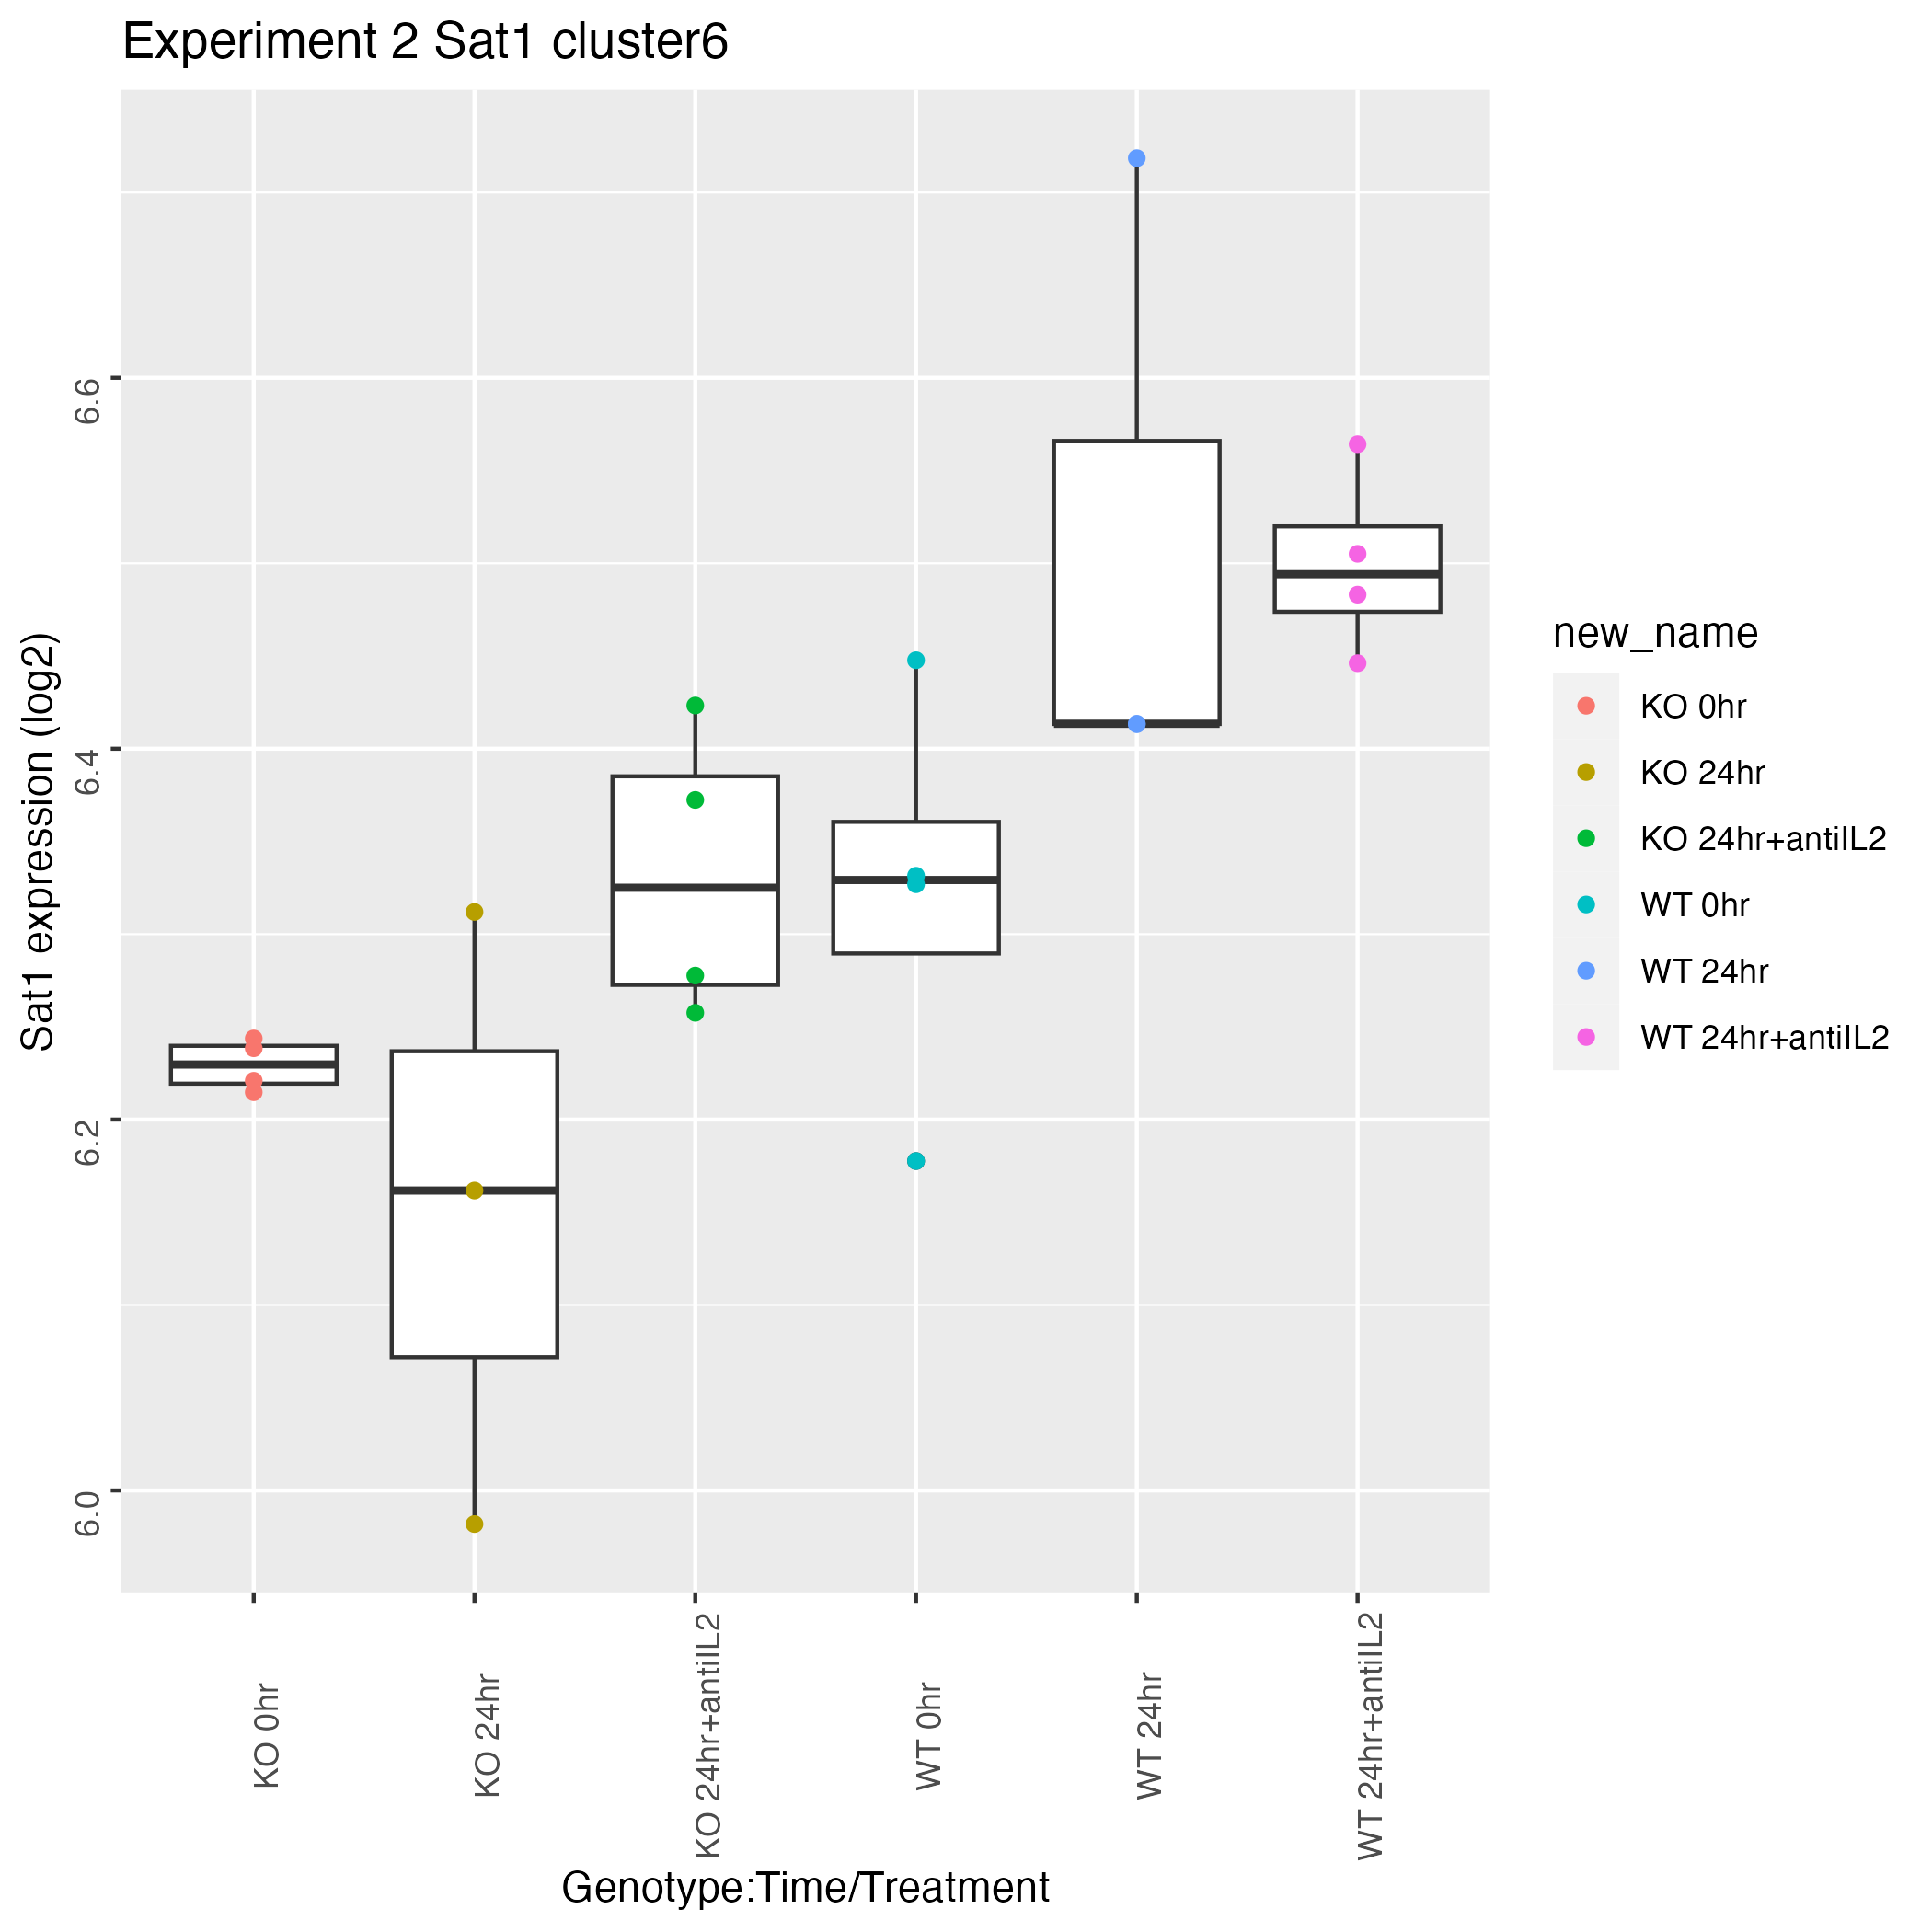 Experiment 2 Sat1 cluster6
Sat1 expression (log2)
6.6
6.4
6.2
6.0
KO 0hr
KO 24hr
KO 24hr+antiIL2
WT 0hr
WT 24hr
WT 24hr+antiIL2
Genotype:Time/Treatment
new_name
KO 0hr
KO 24hr
KO 24hr+antiIL2
WT 0hr
WT 24hr
WT 24hr+antiIL2